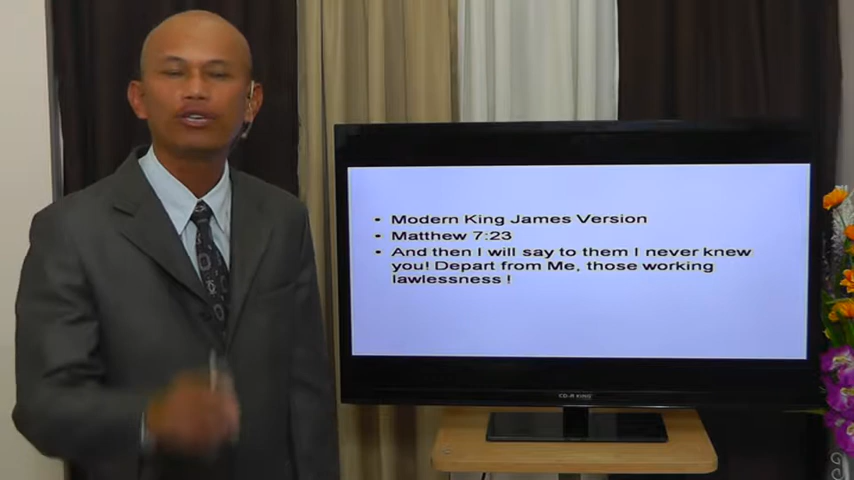 • Modern King James Version
• Matthew 7:23
• And then I will say to them I never knew
you! Depart from Me, those working
lawlessness !
CD-R KING